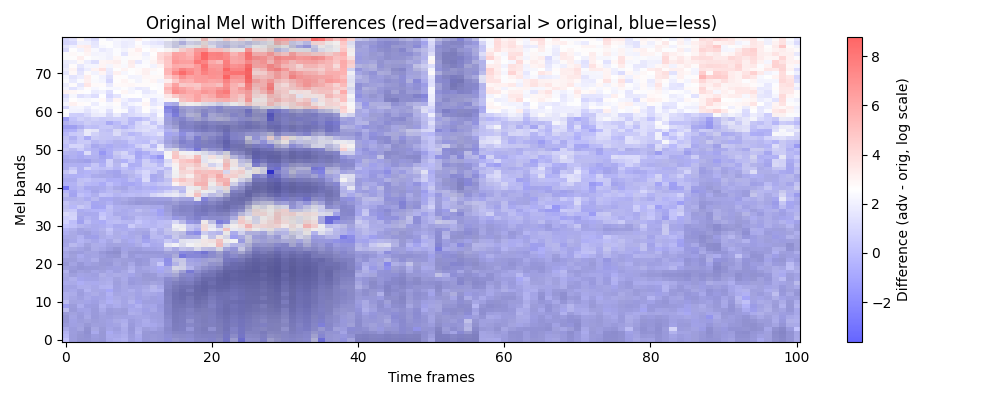 Original Mel with Differences (red=adversarial > original, blue=less)
Mel bands
70
60
50
40
30
20
10
0
0 20 40 60 80 100
Time frames
8
6
4
2
0
−2
Difference (adv - orig, log scale)